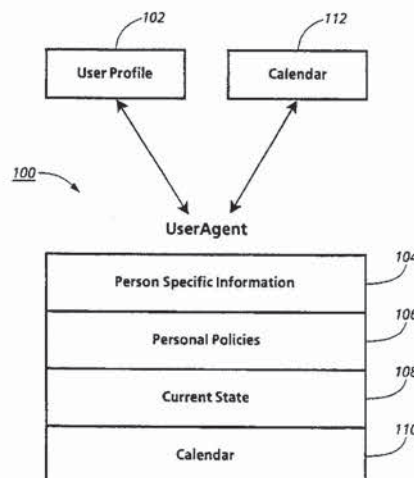 102
112
User Profile
Calendar
100
UserAgent
104
Person Specific Information
106
Personal Policies
108
Current State
110
Calendar